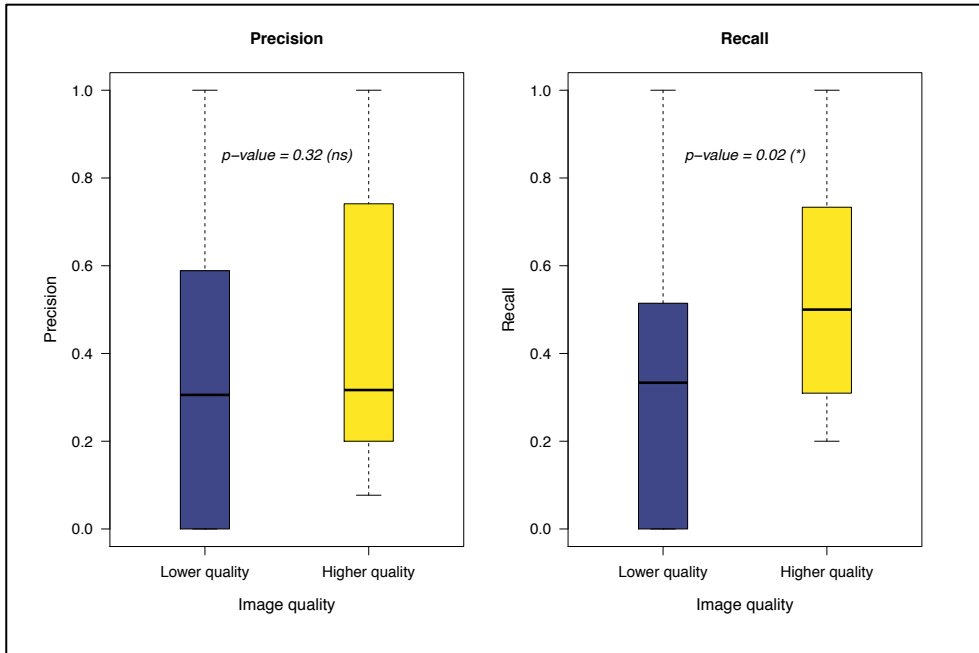 Precision
1.0
0.8
0.6
0.4
0.2
0.0
Precision
p−value = 0.32 (ns)
Lower quality
Higher quality
Image quality
Recall
1.0
0.8
0.6
0.4
0.2
0.0
Recall
p−value = 0.02 (*)
Lower quality
Higher quality
Image quality